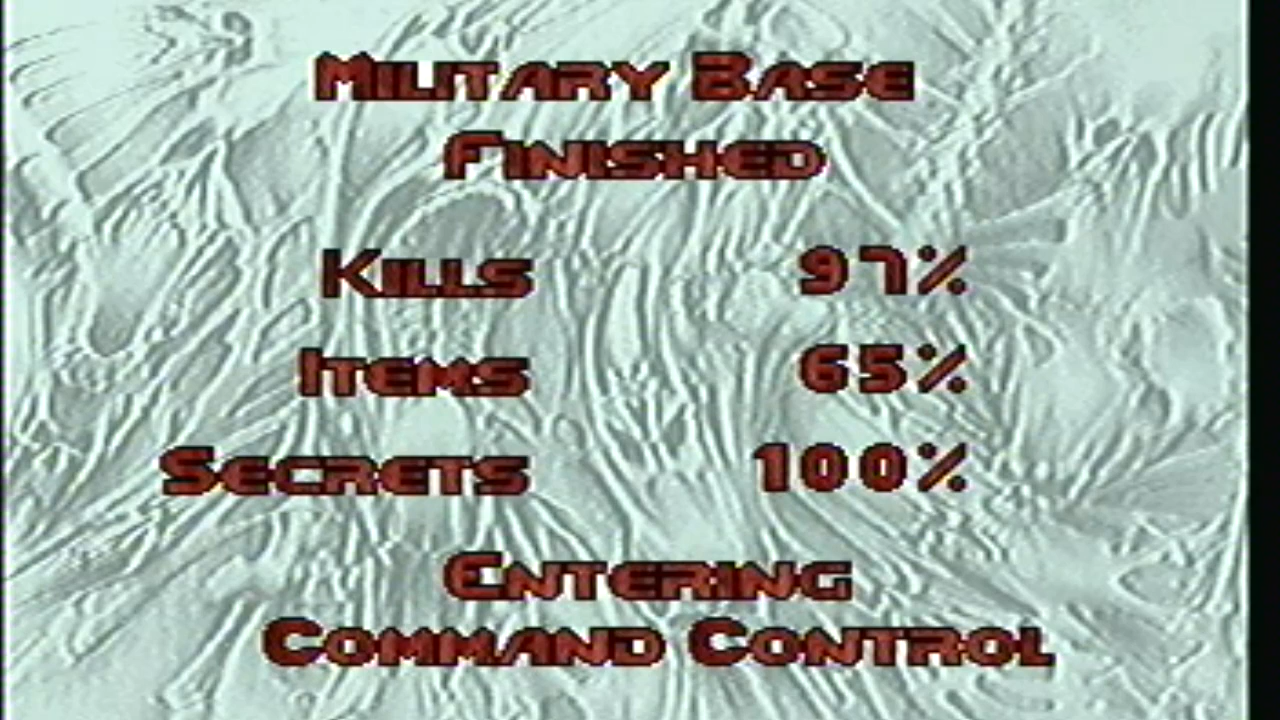 Military Base
Finished
Kills 97%
Items 65%
Secrets 100%
Entering
Command Control